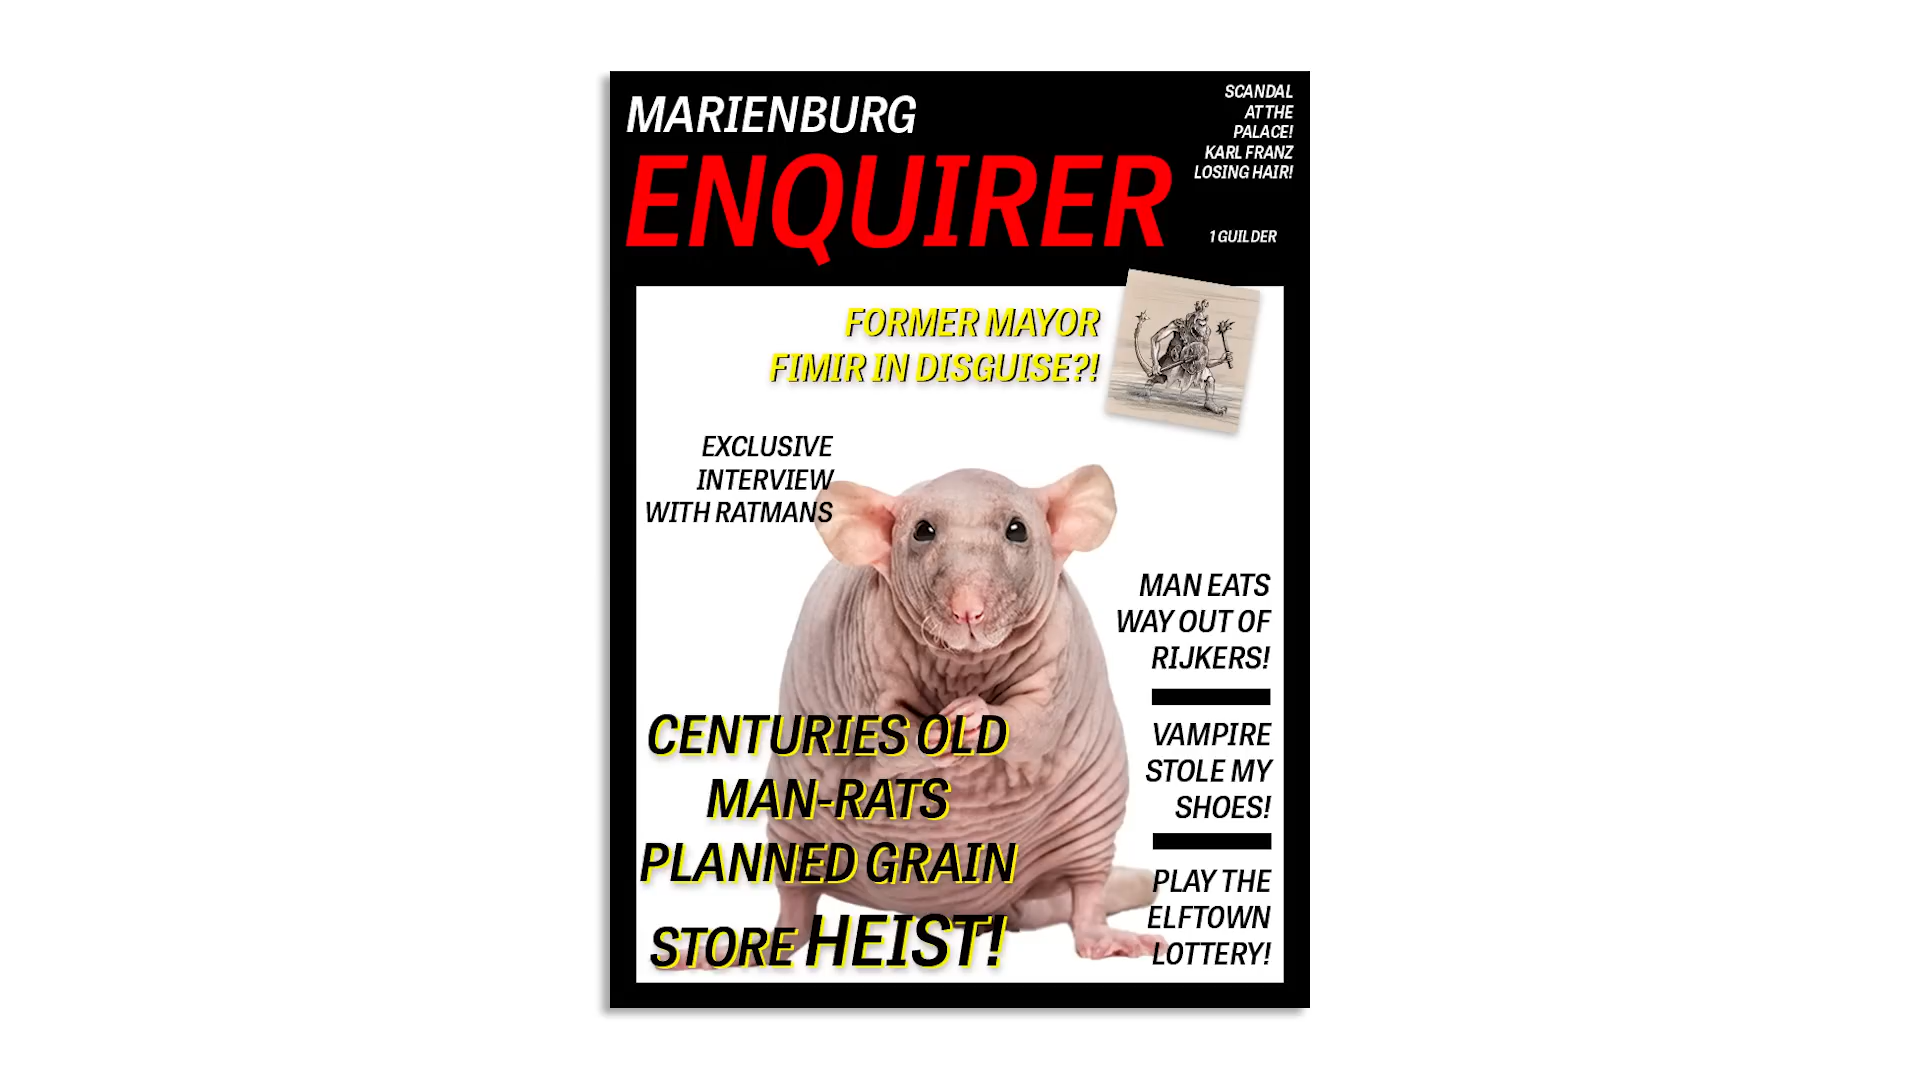 MARIENBURG
ENQUIRER
SCANDAL
AT THE
PALACE!
KARL FRANZ
LOSING HAIR!
1 GUILDER
FORMER MAYOR
FIMIR IN DISGUISE?!
EXCLUSIVE
INTERVIEW
WITH RATMANS
MAN EATS
WAY OUT OF
RIJKERS!
VAMPIRE
STOLE MY
SHOES!
PLAY THE
ELFTOWN
LOTTERY!
CENTURIES OLD
MAN-RATS
PLANNED GRAIN
STORE HEIST!